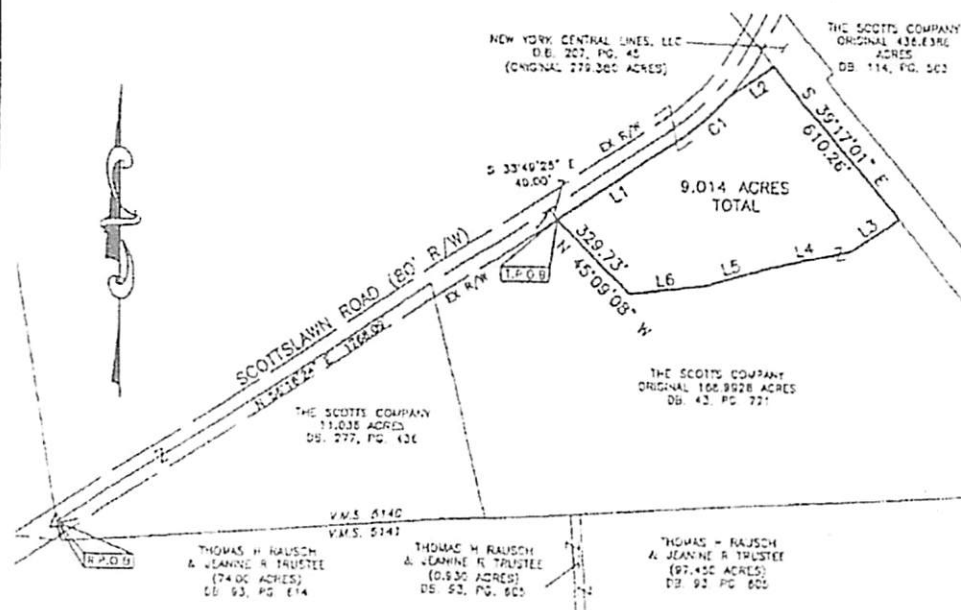 NEW YORK CENTRAL LINES, LLC
D.B. 207, PG. 45
(ORIGINAL 279.360 ACRES)
THE SCOTTS COMPANY
ORIGINAL
ACRES
DB. 114, PG. 503
L2
S 39°17'01" E
610.26'
C1
EX R/W
S 33°49'25" E
40.00'
L1
9.014 ACRES
TOTAL
L3
L4
L5
L6
329.73'
N 45°09'08" W
T.P.O.B
SCOTTSLAWN ROAD (80' R/W)
EX R/W
THE SCOTTS COMPANY
ORIGINAL 168.9928 ACRES
DB. 43, PG. 721
THE SCOTTS COMPANY
11.038 ACRES
DB. 277, PG. 436
V.M.S. 5140
V.M.S. 5141
R.P.O.B
THOMAS H RAUSCH
& JEANINE R TRUSTEE
(74.00 ACRES)
DB 93, PG. 614
THOMAS H RAUSCH
& JEANINE R TRUSTEE
(0.930 ACRES)
DB. 93, PG. 605
THOMAS H RAUSCH
& JEANINE R TRUSTEE
(97.450 ACRES)
DB. 93 PG 605